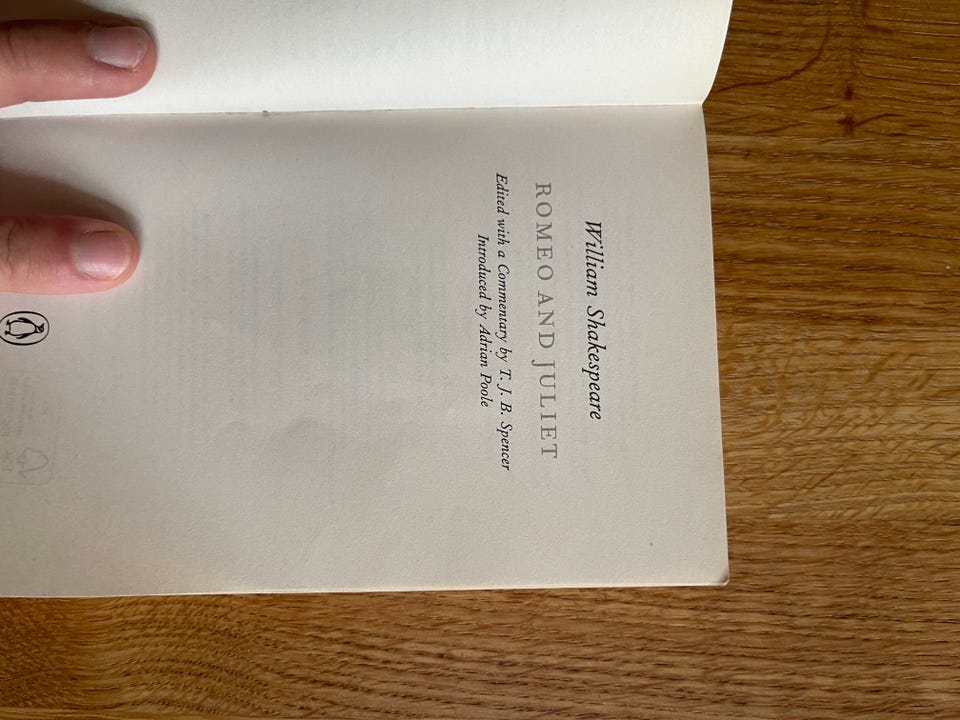 William Shakespeare
ROMEO AND JULIET
Edited with a Commentary by T. J. B. Spencer
Introduced by Adrian Poole